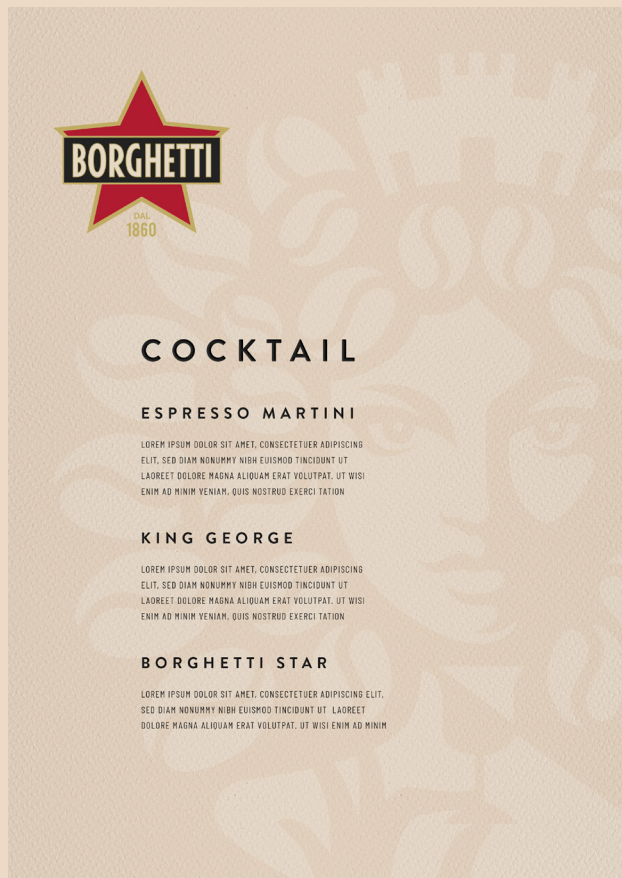 BORGHETTI
DAL
1860
COCKTAIL
ESPRESSO MARTINI
LOREM IPSUM DOLOR SIT AMET, CONSECTETUER ADIPISCING
ELIT, SED DIAM NONUMMY NIBH EUISMOD TINCIDUNT UT
LAOREET DOLORE MAGNA ALIQUAM ERAT VOLUTPAT. UT WISI
ENIM AD MINIM VENIAM, QUIS NOSTRUD EXERCI TATION
KING GEORGE
LOREM IPSUM DOLOR SIT AMET, CONSECTETUER ADIPISCING
ELIT, SED DIAM NONUMMY NIBH EUISMOD TINCIDUNT UT
LAOREET DOLORE MAGNA ALIQUAM ERAT VOLUTPAT. UT WISI
ENIM AD MINIM VENIAM, QUIS NOSTRUD EXERCI TATION
BORGHETTI STAR
LOREM IPSUM DOLOR SIT AMET, CONSECTETUER ADIPISCING ELIT,
SED DIAM NONUMMY NIBH EUISMOD TINCIDUNT UT LAOREET
DOLORE MAGNA ALIQUAM ERAT VOLUTPAT. UT WISI ENIM AD MINIM